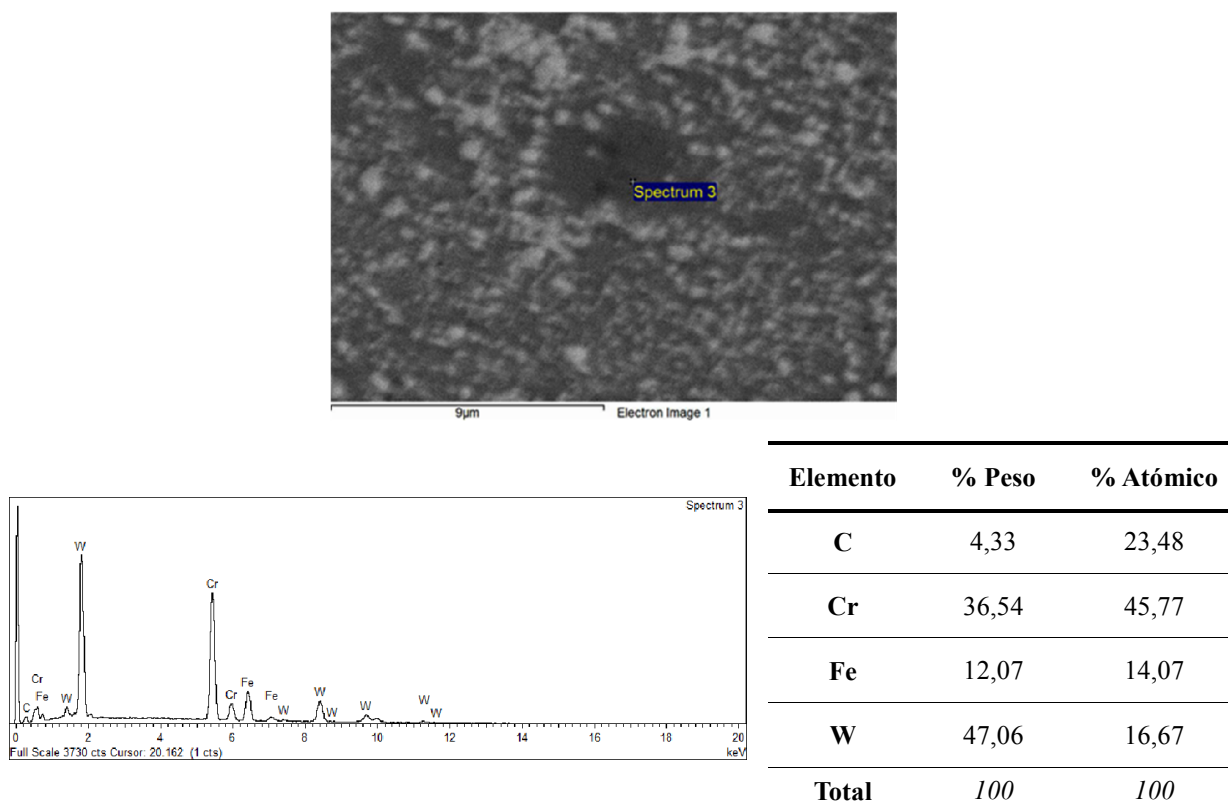 Spectrum 3
9µm Electron Image 1
Spectrum 3
W
Cr
Cr
Fe
C
W
Cr
Fe
Fe
W
W
W
W
W
W
0 2 4 6 8 10 12 14 16 18 20
Full Scale 3730 cts Cursor: 20.162 (1 cts) keV
Elemento % Peso % Atómico
C 4,33 23,48
Cr 36,54 45,77
Fe 12,07 14,07
W 47,06 16,67
Total 100 100